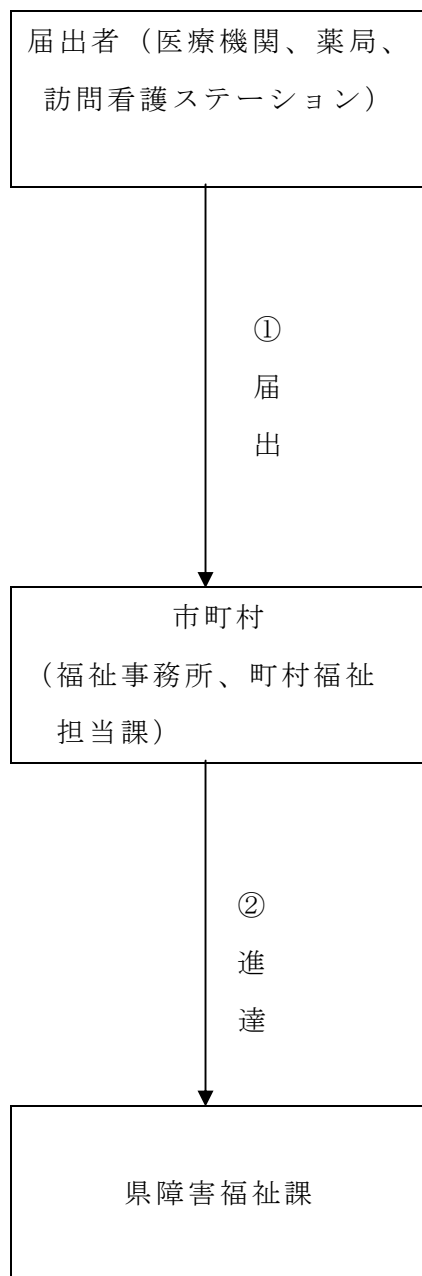 届出者（医療機関、薬局、
訪問看護ステーション）
①
届
出
市町村
（福祉事務所、町村福祉
担当課）
②
進
達
県障害福祉課